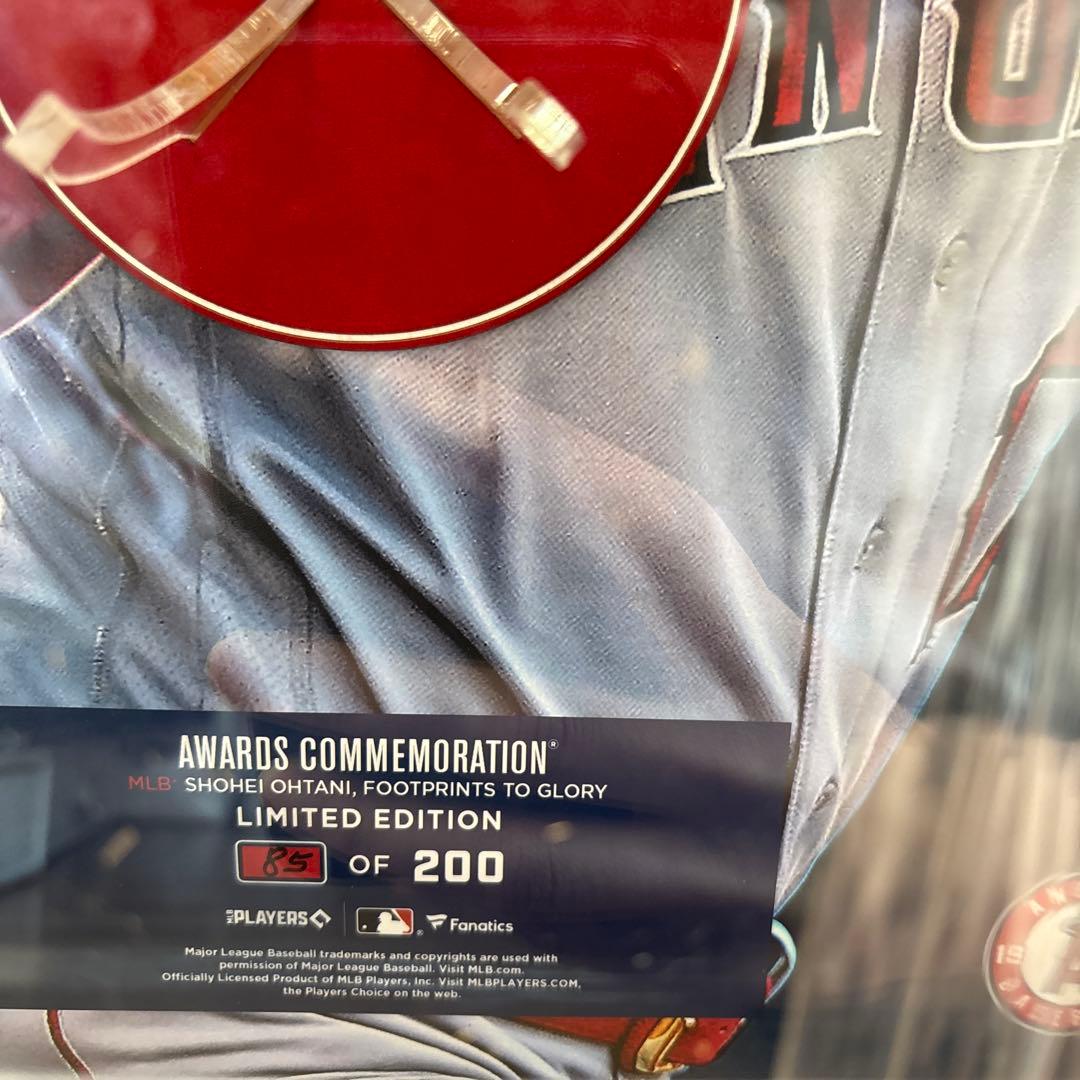 AWARDS COMMEMORATION®
MLB® SHOHEI OHTANI, FOOTPRINTS TO GLORY
LIMITED EDITION
85 OF 200
MLB PLAYERS Fanatics
Major League Baseball trademarks and copyrights are used with
permission of Major League Baseball. Visit MLB.com.
Officially Licensed Product of MLB Players, Inc. Visit MLBPLAYERS.COM,
the Players Choice on the web.